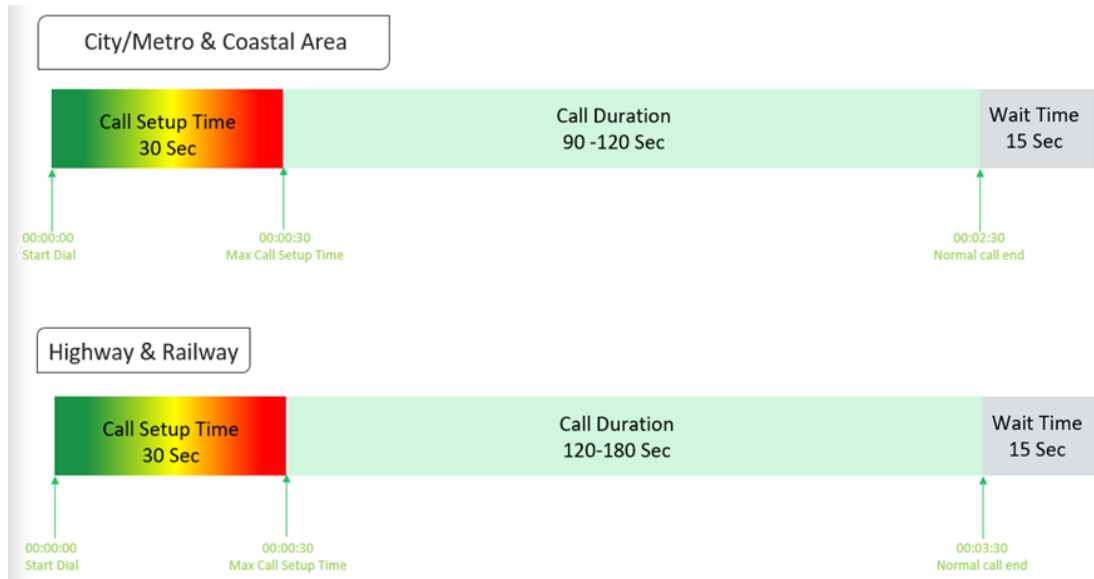 City/Metro & Coastal Area
Call Setup Time
30 Sec
Call Duration
90 -120 Sec
Wait Time
15 Sec
00:00:00
Start Dial
00:00:30
Max Call Setup Time
00:02:30
Normal call end
Highway & Railway
Call Setup Time
30 Sec
Call Duration
120-180 Sec
Wait Time
15 Sec
00:00:00
Start Dial
00:00:30
Max Call Setup Time
00:03:30
Normal call end